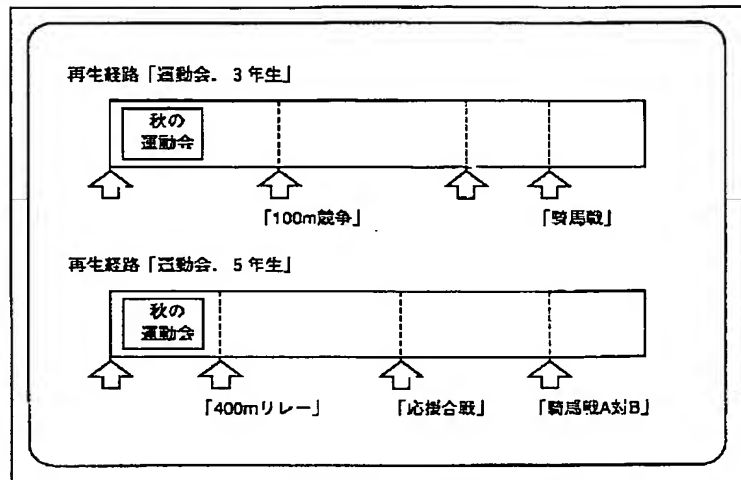 再生経路「運動会．3年生」
秋の
運動会
「100m競争」
「騎馬戦」
再生経路「運動会．5年生」
秋の
運動会
「400mリレー」
「応援合戦」
「騎馬戦A対B」